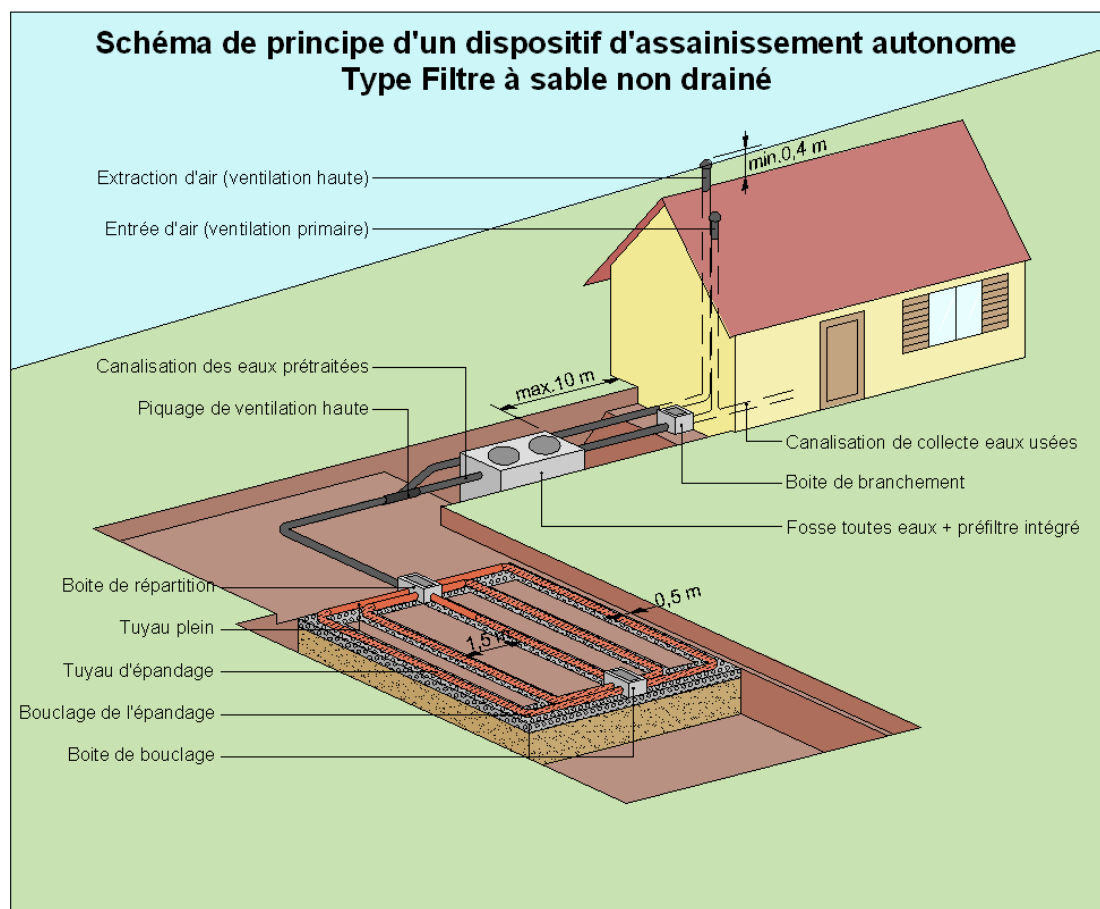 Schéma de principe d'un dispositif d'assainissement autonome
Type Filtre à sable non drainé
min.0,4 m
Extraction d'air (ventilation haute)
Entrée d'air (ventilation primaire)
Canalisation des eaux prétraitées
max.10 m
Piquage de ventilation haute
Canalisation de collecte eaux usées
Boite de branchement
Fosse toutes eaux + préfiltre intégré
Boite de répartition
0,5 m
Tuyau plein
1,5 m
Tuyau d'épandage
Bouclage de l'épandage
Boite de bouclage